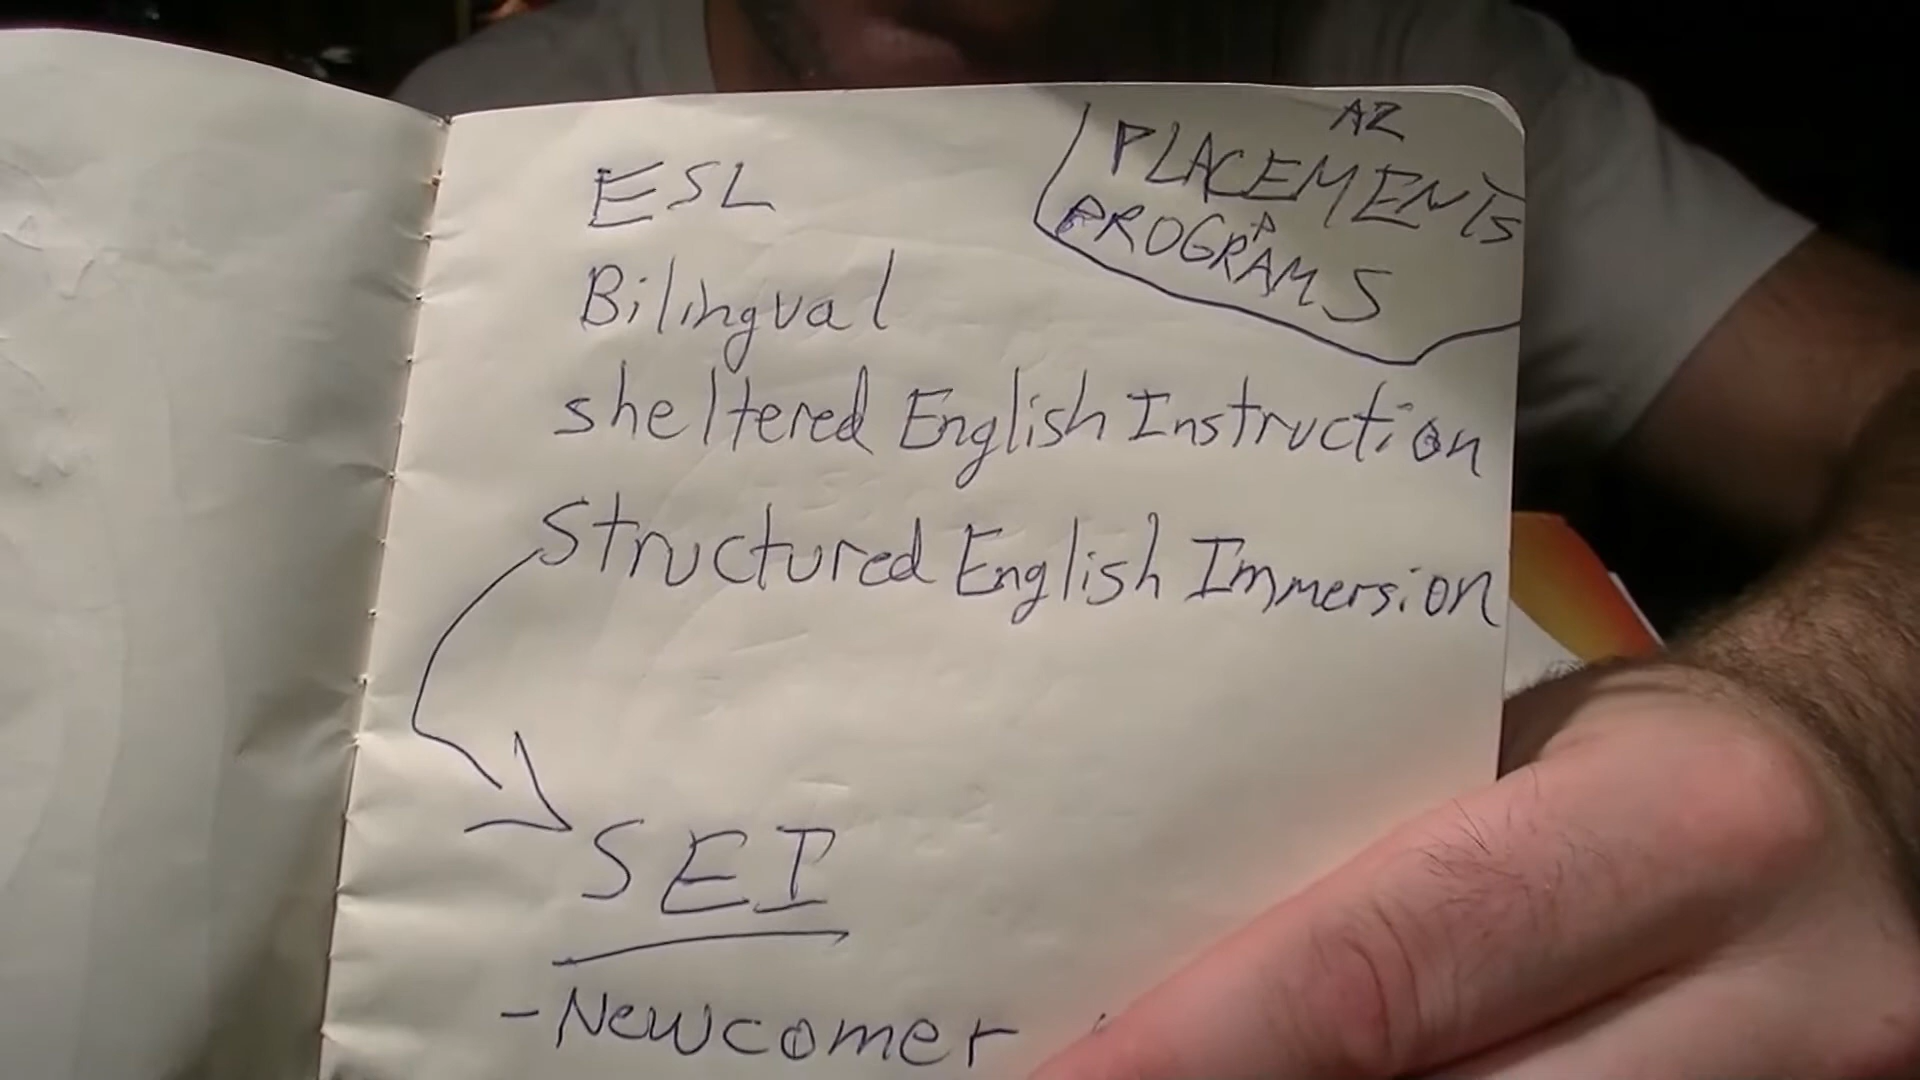 AZ
PLACEMENTS
PROGRAMS
ESL
Bilingual
sheltered English Instruction
Structured English Immersion
SEI
-Newcomer